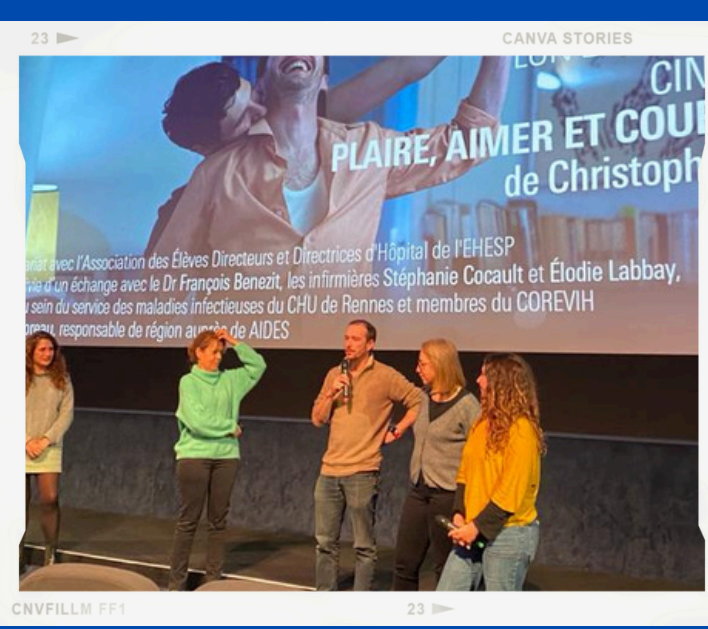 23
CANVA STORIES
CIN
PLAIRE, AIMER ET COU
de Christoph
avec l'Association des Élèves Directeurs et Directrices d'Hôpital de l'EHESP
d'un échange avec le Dr François Benezit, les infirmières Stéphanie Cocault et Élodie Labbay,
sein du service des maladies infectieuses du CHU de Rennes et membres du COREVIH
responsable de région auprès de AIDES
CNVFILLM FF1
23